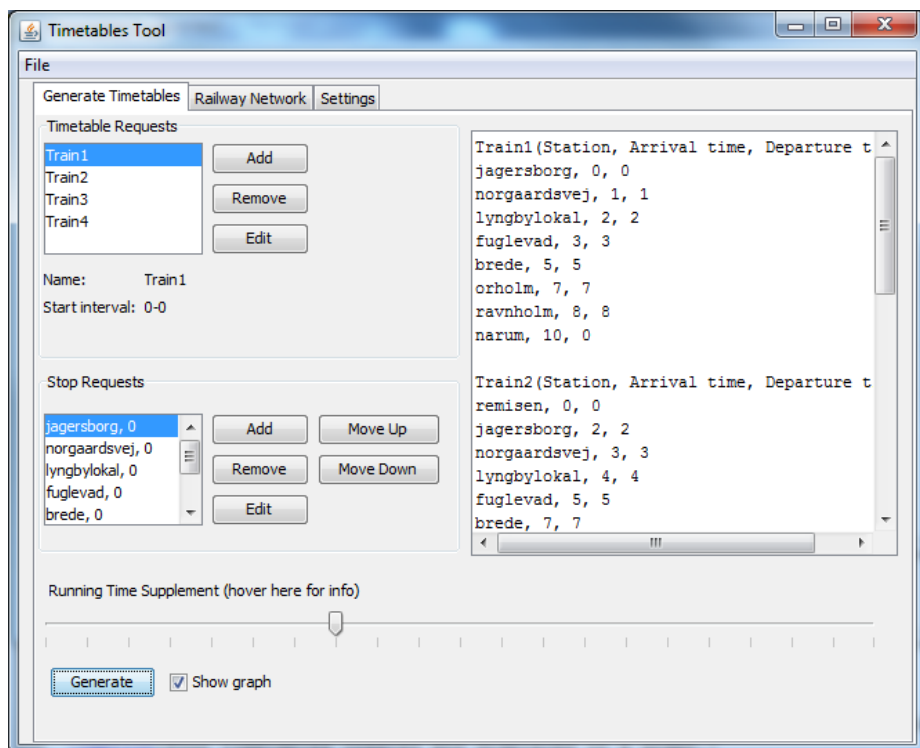 Timetables Tool
File
Generate Timetables
Railway Network
Settings
Timetable Requests
Train1
Train2
Train3
Train4
Add
Remove
Edit
Name: Train1
Start interval: 0-0
Stop Requests
jagersborg, 0
norgaardsvej, 0
lyngbylokal, 0
fuglevad, 0
brede, 0
Add
Remove
Edit
Move Up
Move Down
Train1(Station, Arrival time, Departure t
jagersborg, 0, 0
norgaardsvej, 1, 1
lyngbylokal, 2, 2
fuglevad, 3, 3
brede, 5, 5
orholm, 7, 7
ravnholm, 8, 8
narum, 10, 0
Train2(Station, Arrival time, Departure t
remisen, 0, 0
jagersborg, 2, 2
norgaardsvej, 3, 3
lyngbylokal, 4, 4
fuglevad, 5, 5
brede, 7, 7
Running Time Supplement (hover here for info)
Generate
Show graph